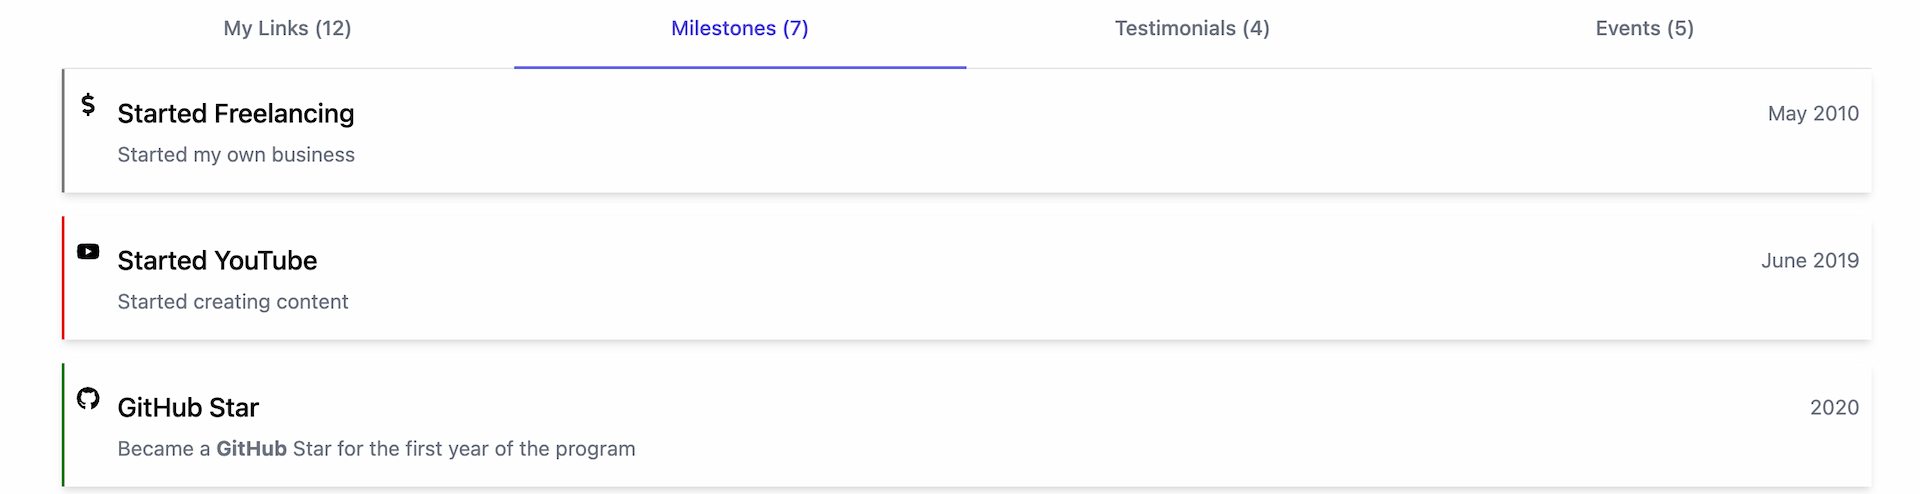 My Links (12) Milestones (7) Testimonials (4) Events (5)
Started Freelancing May 2010
Started my own business
Started YouTube June 2019
Started creating content
GitHub Star 2020
Became a GitHub Star for the first year of the program